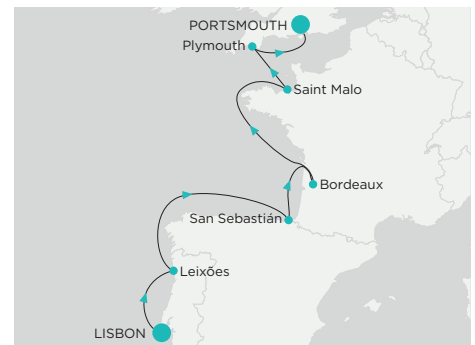 PORTSMOUTH
Plymouth
Saint Malo
Bordeaux
San Sebastián
Leixões
LISBON